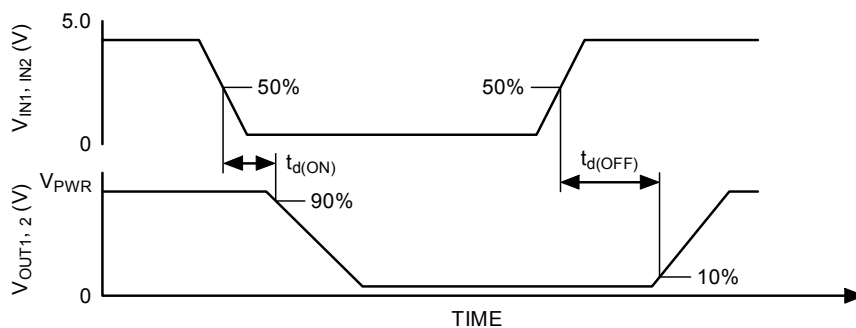 5.0
V_IN1, IN2 (V)
50%
50%
0
t_d(ON)
t_d(OFF)
V_PWR
V_OUT1, 2 (V)
90%
10%
0
TIME